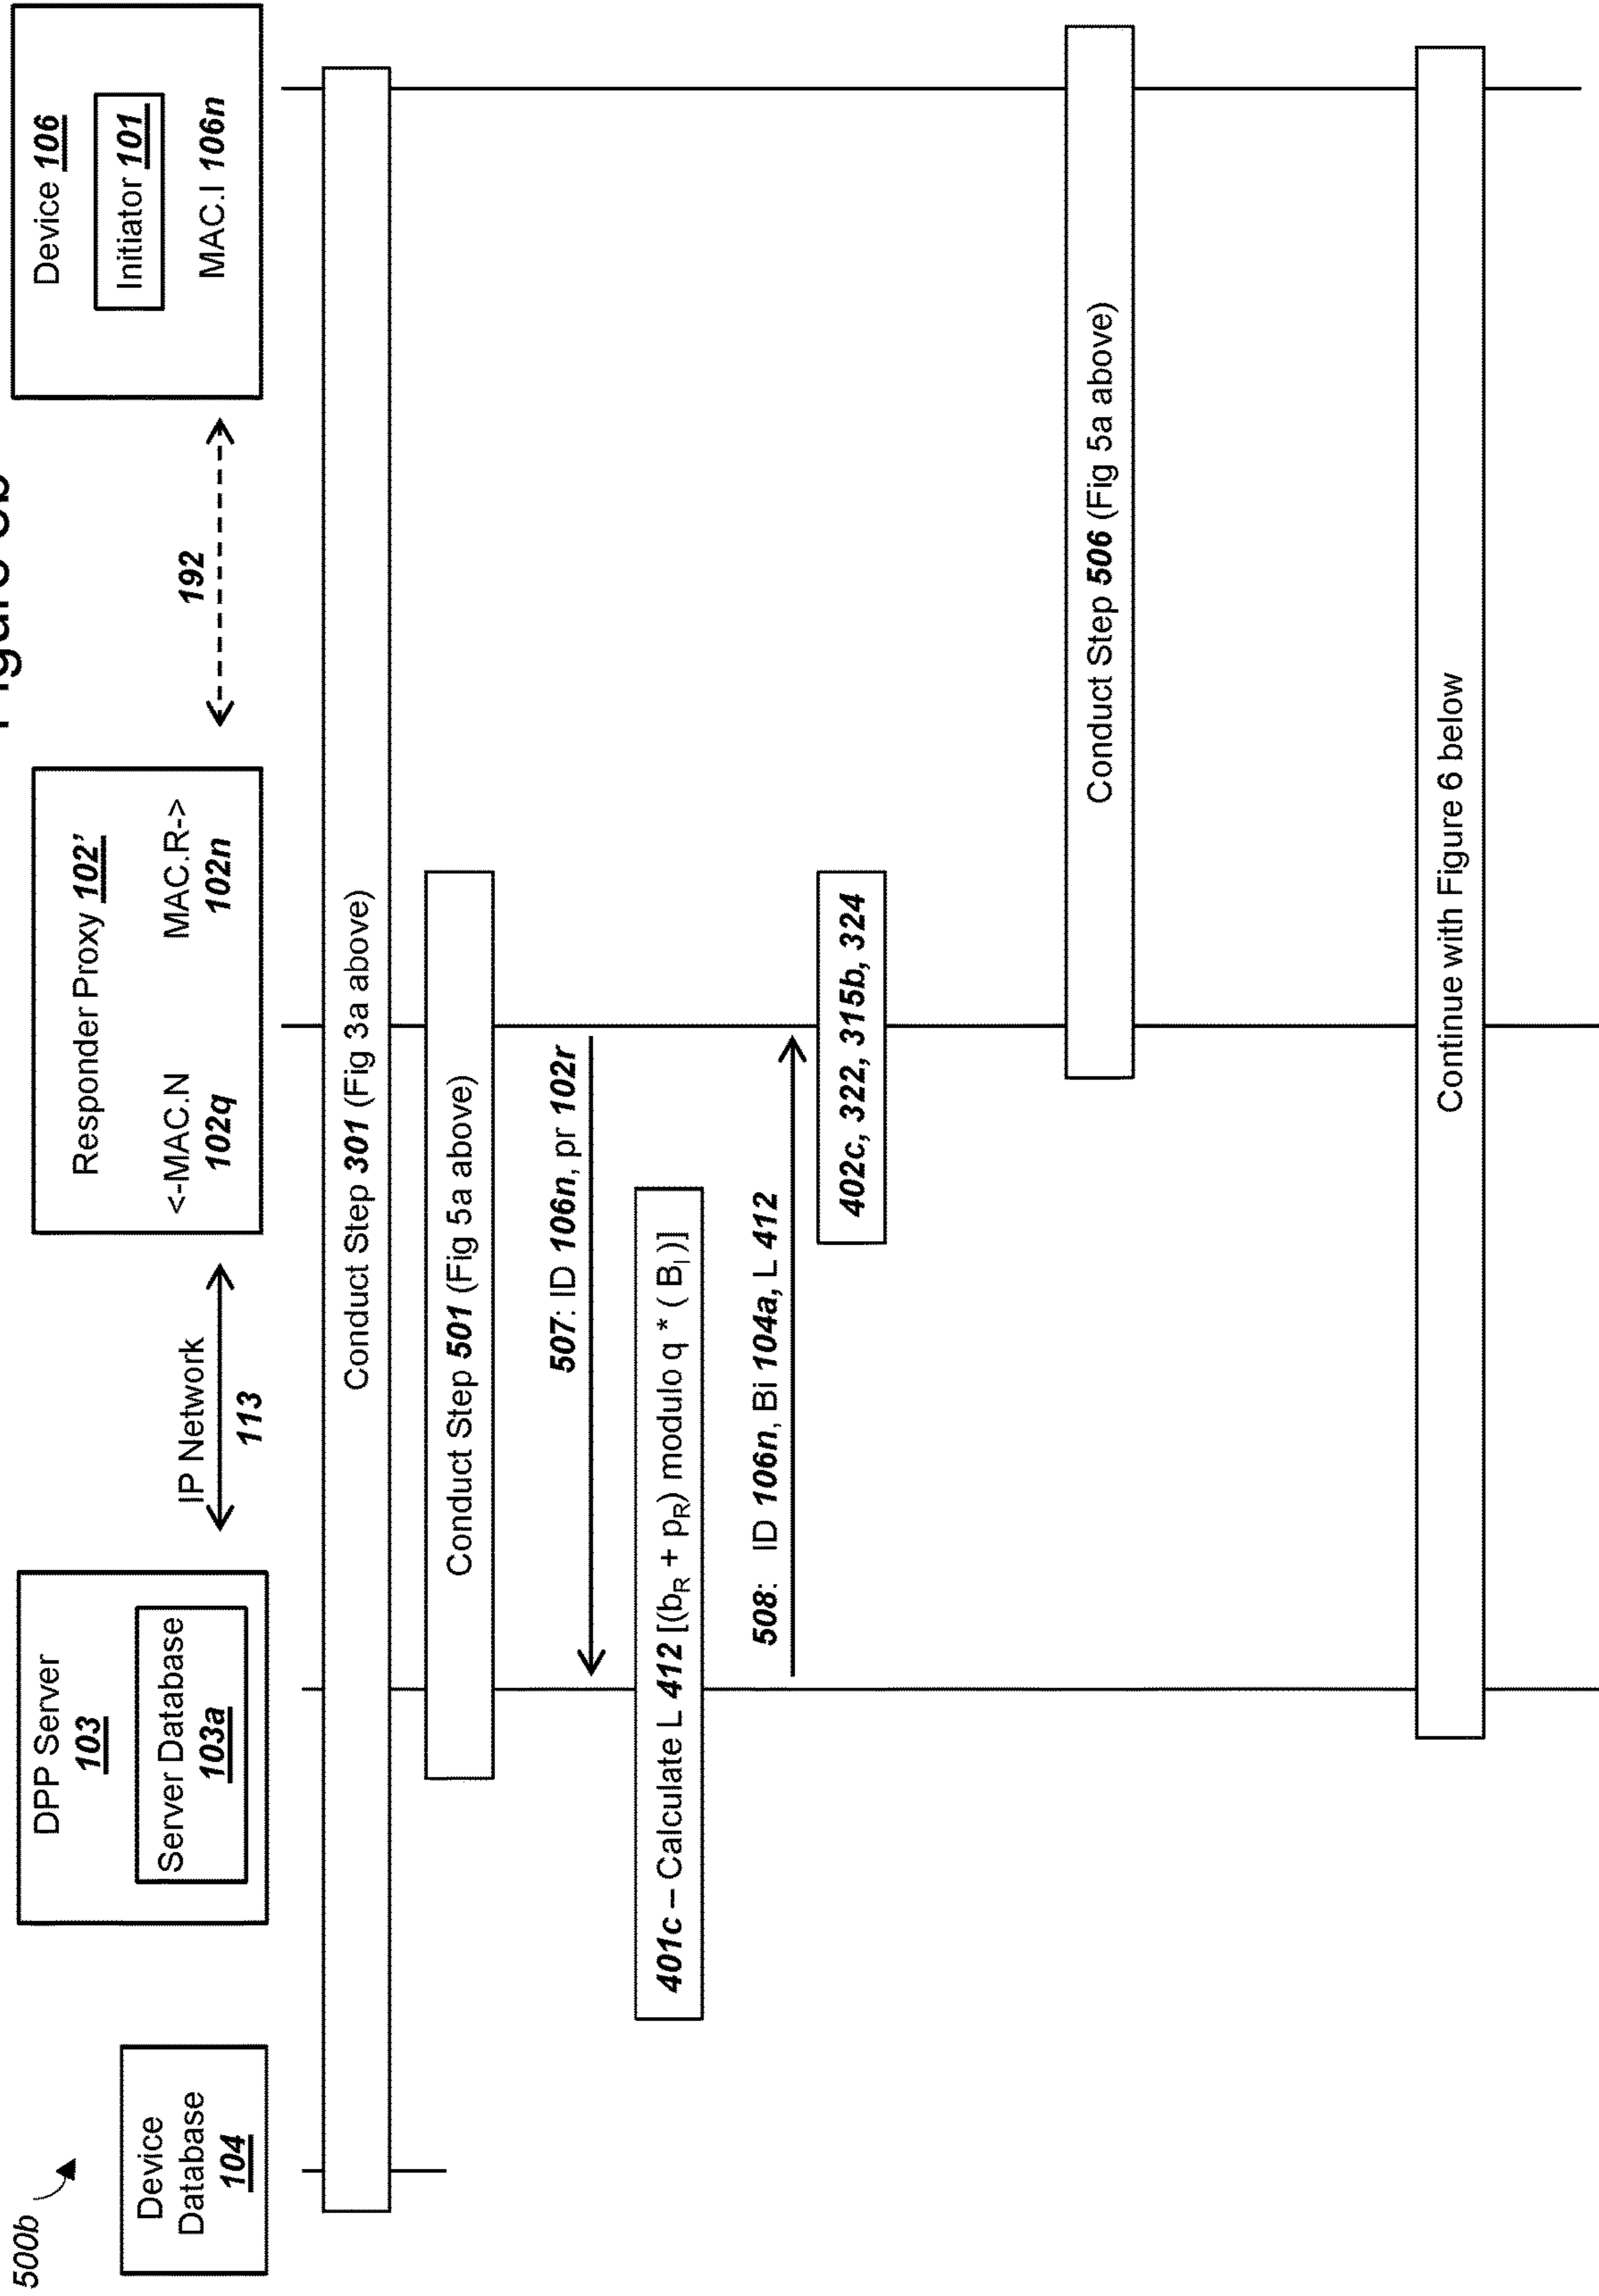 500b
Device
Database
104
DPP Server
103
Server Database
103a
IP Network
113
Responder Proxy 102’
<-MAC.N
102q
MAC.R->
102n
192
Device 106
Initiator 101
MAC.I 106n
Conduct Step 301 (Fig 3a above)
Conduct Step 501 (Fig 5a above)
507: ID 106n, pr 102r
401c – Calculate L 412 [(bR + pR) modulo q * ( BI )]
508: ID 106n, Bi 104a, L 412
402c, 322, 315b, 324
Conduct Step 506 (Fig 5a above)
Continue with Figure 6 below